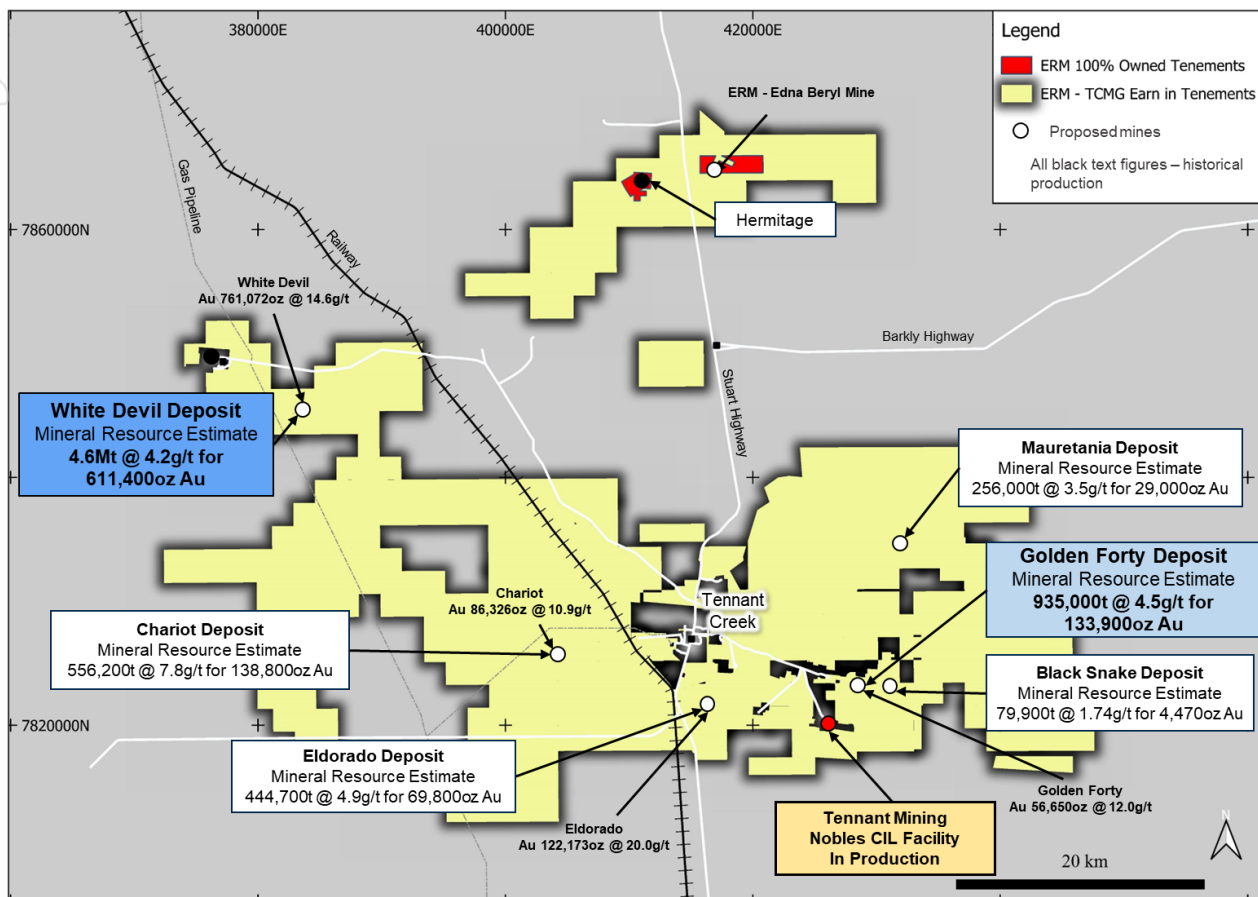 380000E
400000E
420000E
Legend
ERM 100% Owned Tenements
ERM - TCMG Earn in Tenements
Proposed mines
All black text figures – historical
production
ERM - Edna Beryl Mine
Gas Pipeline
Hermitage
7860000N
Railway
White Devil
Au 761,072oz @ 14.6g/t
Barkly Highway
Stuart Highway
White Devil Deposit
Mineral Resource Estimate
4.6Mt @ 4.2g/t for
611,400oz Au
Mauretania Deposit
Mineral Resource Estimate
256,000t @ 3.5g/t for 29,000oz Au
Golden Forty Deposit
Mineral Resource Estimate
935,000t @ 4.5g/t for
133,900oz Au
Chariot
Au 86,326oz @ 10.9g/t
Tennant
Creek
Chariot Deposit
Mineral Resource Estimate
556,200t @ 7.8g/t for 138,800oz Au
Black Snake Deposit
Mineral Resource Estimate
79,900t @ 1.74g/t for 4,470oz Au
7820000N
Eldorado Deposit
Mineral Resource Estimate
444,700t @ 4.9g/t for 69,800oz Au
Golden Forty
Au 56,650oz @ 12.0g/t
Eldorado
Au 122,173oz @ 20.0g/t
Tennant Mining
Nobles CIL Facility
In Production
N
20 km